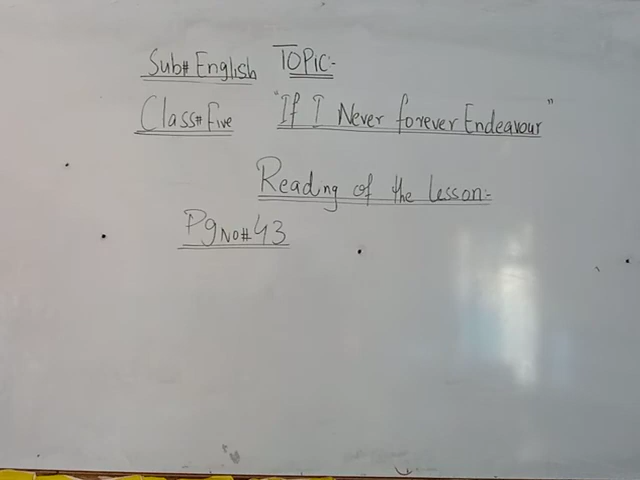 Sub# English TOPIC:-
Class# Five "If I Never forever Endeavour"
Reading of the lesson:-
Pg No# 43